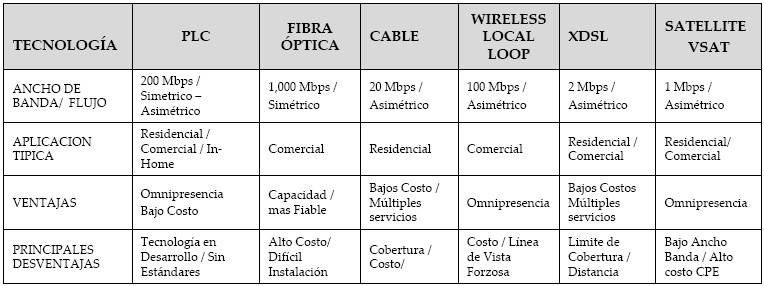 TECNOLOGÍA
PLC
FIBRA
ÓPTICA
CABLE
WIRELESS
LOCAL
LOOP
XDSL
SATELLITE
VSAT
ANCHO DE
BANDA/ FLUJO
200 Mbps /
Simetrico –
Asimétrico
1,000 Mbps /
Simétrico
20 Mbps /
Asimétrico
100 Mbps /
Asimétrico
2 Mbps /
Asimétrico
1 Mbps /
Asimétrico
APLICACION
TIPICA
Residencial /
Comercial / In-
Home
Comercial
Residencial
Comercial
Residencial /
Comercial
Residencial/
Comercial
VENTAJAS
Omnipresencia
Bajo Costo
Capacidad /
mas Fiable
Bajos Costo /
Múltiples
servicios
Omnipresencia
Bajos Costos
Múltiples
servicios
Omnipresencia
PRINCIPALES
DESVENTAJAS
Tecnología en
Desarrollo / Sin
Estándares
Alto Costo/
Difícil
Instalación
Cobertura /
Costo/
Costo / Línea
de Vista
Forzosa
Limite de
Cobertura /
Distancia
Bajo Ancho
Banda / Alto
costo CPE